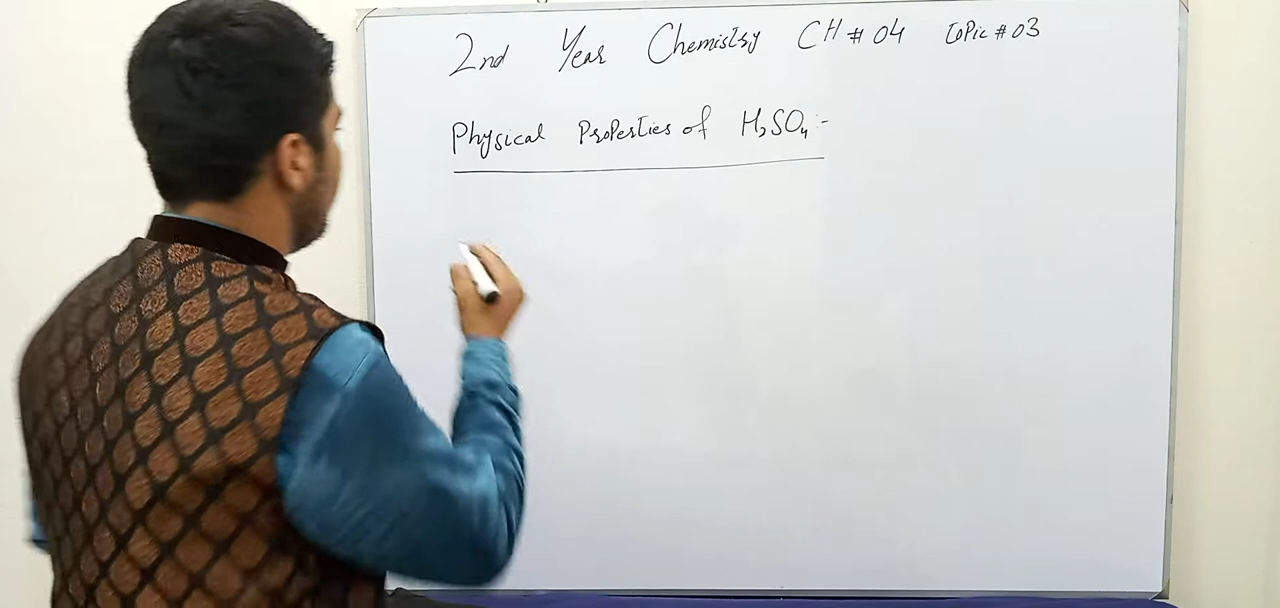 2nd Year Chemistry CH # 04 Topic # 03
Physical Properties of H₂SO₄:-